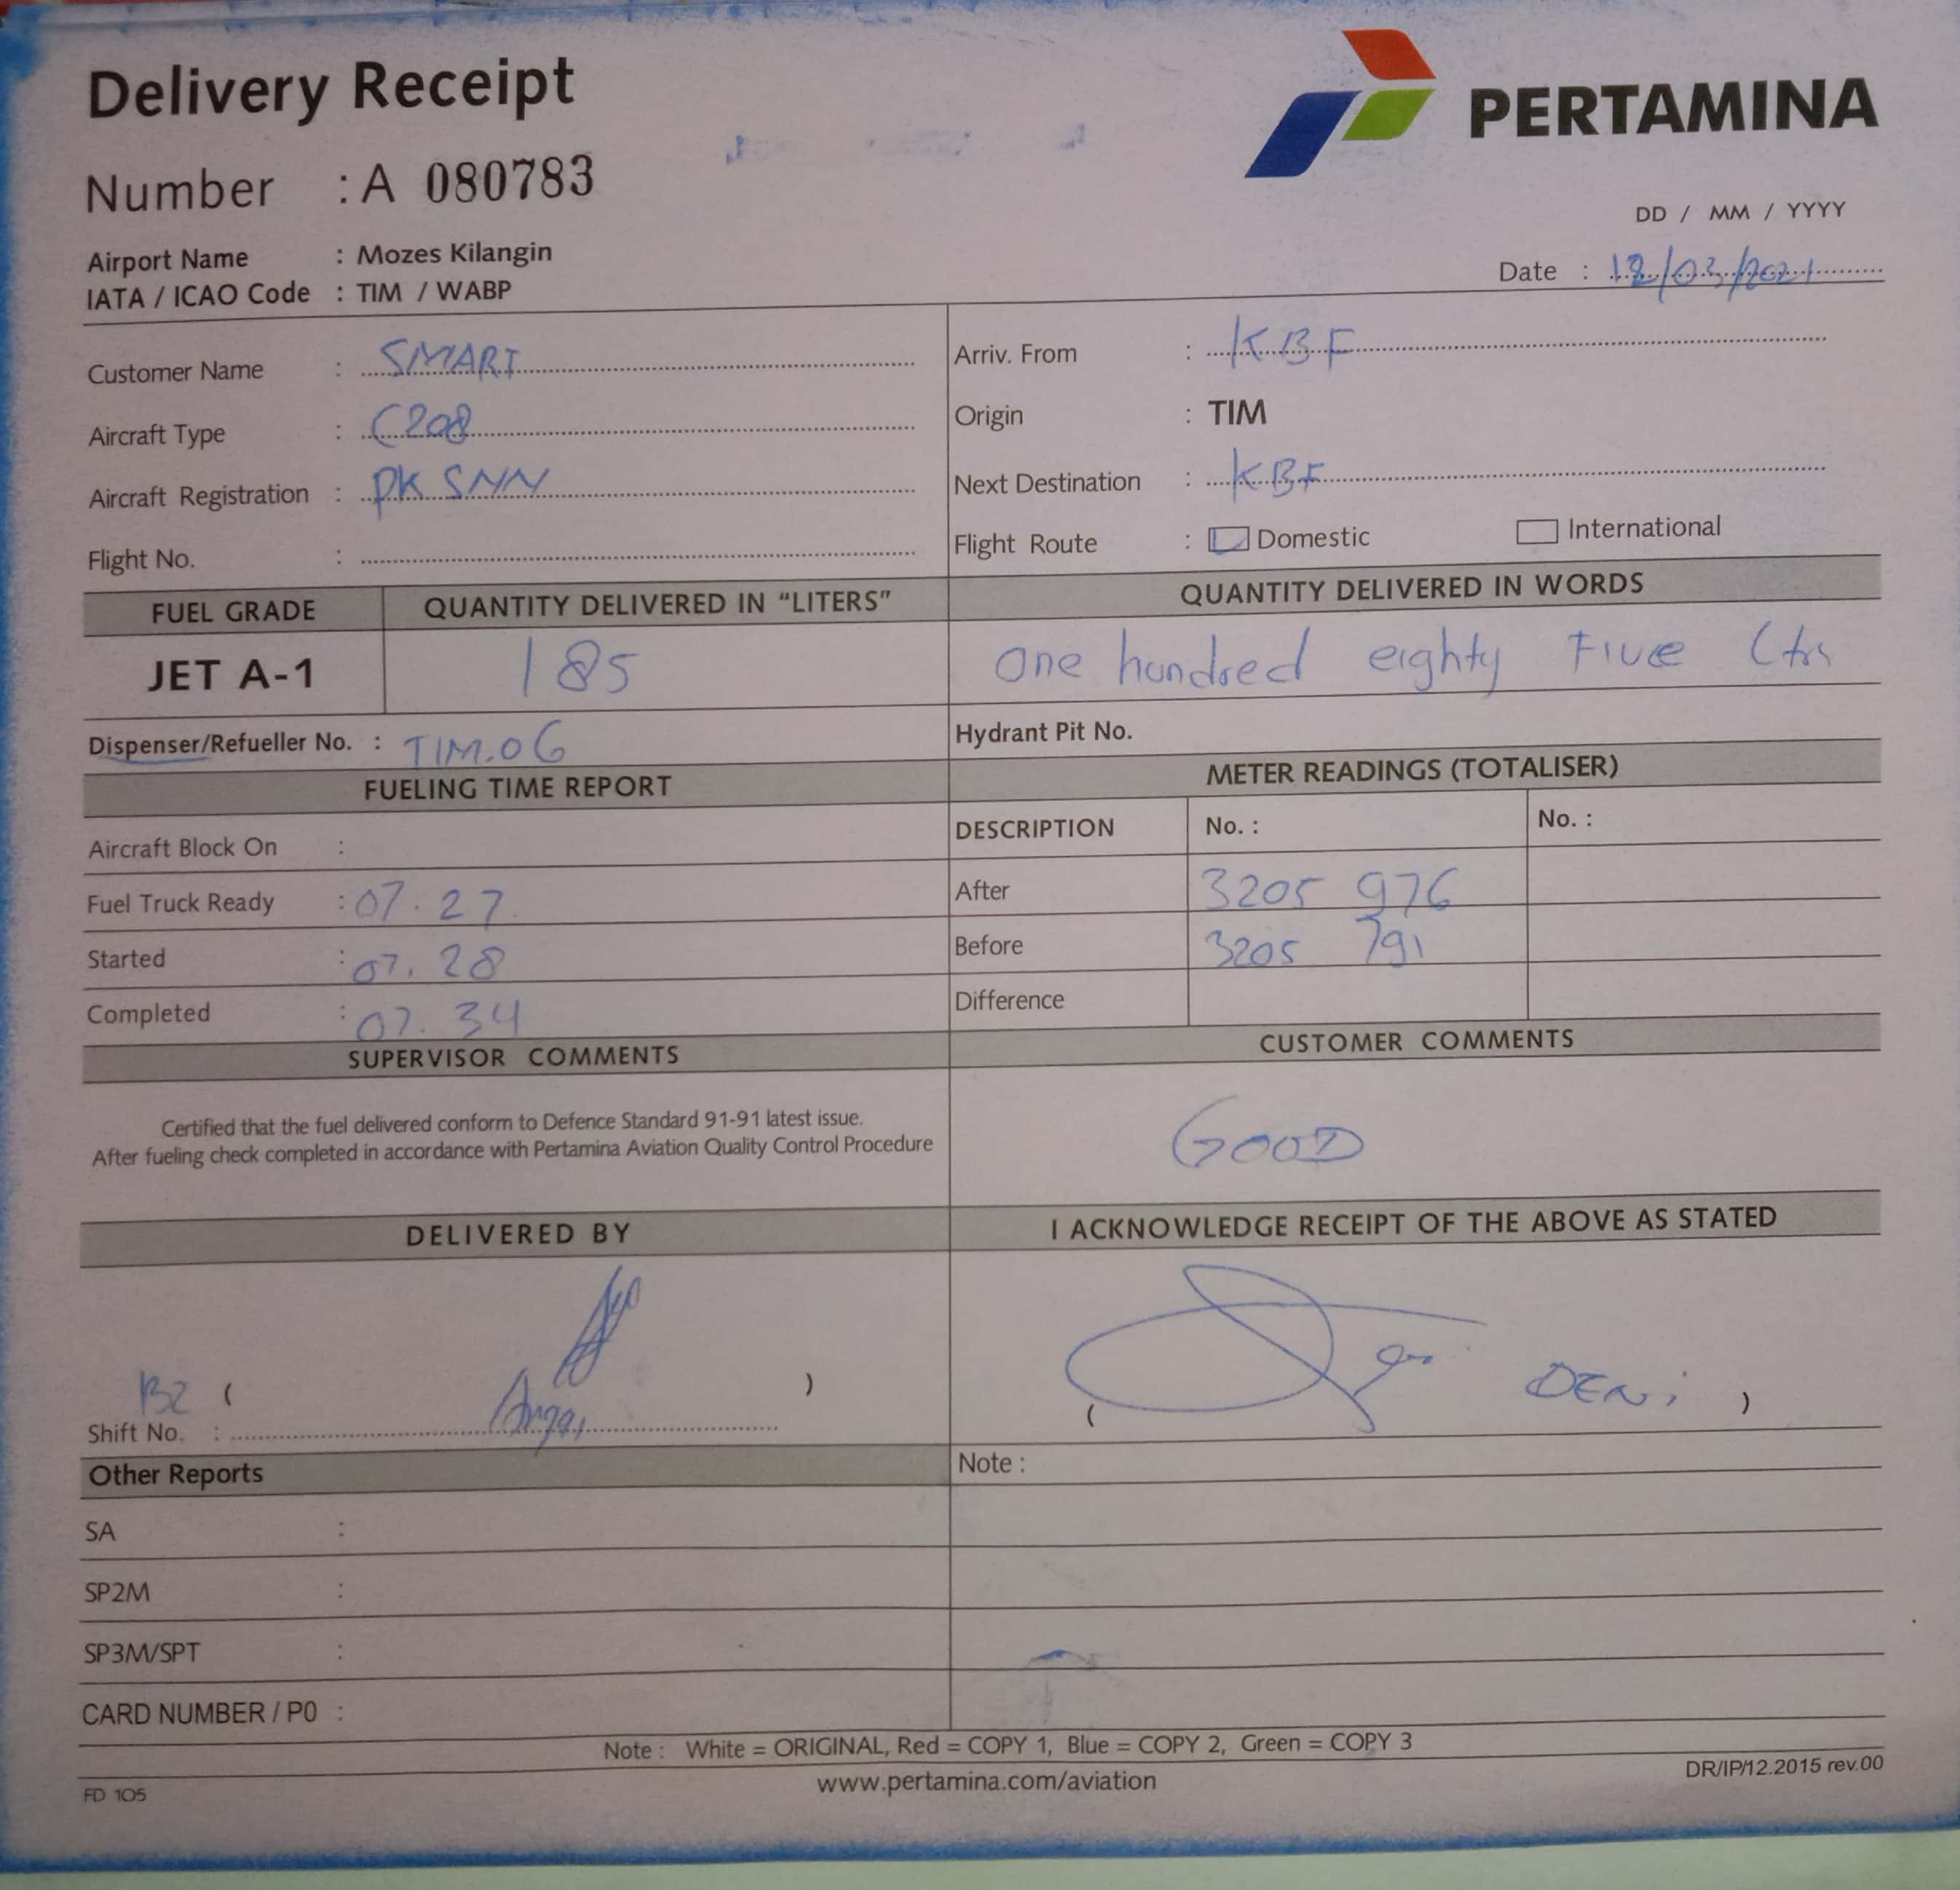 Delivery Receipt
PERTAMINA
Number : A 080783
DD / MM / YYYY
Airport Name : Mozes Kilangin
IATA / ICAO Code : TIM / WABP
Date : /03/2021
Customer Name : SMART
Arriv. From : KBF
Aircraft Type : C208
Origin : TIM
Aircraft Registration : PK SNN
Next Destination : KBF
Flight No. :
Flight Route : Domestic International
FUEL GRADE QUANTITY DELIVERED IN "LITERS" QUANTITY DELIVERED IN WORDS
JET A-1 185 one hundred eighty Five Ltrs
Dispenser/Refueller No. : TIM.06 Hydrant Pit No.
FUELING TIME REPORT METER READINGS (TOTALISER)
Aircraft Block On : DESCRIPTION No. : No. :
Fuel Truck Ready : 07.27 After 3205 976
Started : 07.28 Before 3205 791
Completed : 07.34 Difference
SUPERVISOR COMMENTS CUSTOMER COMMENTS
Certified that the fuel delivered conform to Defence Standard 91-91 latest issue.
After fueling check completed in accordance with Pertamina Aviation Quality Control Procedure
GOOD
DELIVERED BY I ACKNOWLEDGE RECEIPT OF THE ABOVE AS STATED
B2 ( ) ( DENi )
Shift No. :
Other Reports Note :
SA :
SP2M :
SP3M/SPT :
CARD NUMBER / P0 :
Note : White = ORIGINAL, Red = COPY 1, Blue = COPY 2, Green = COPY 3
www.pertamina.com/aviation
DR/IP/12.2015 rev.00
FD 105